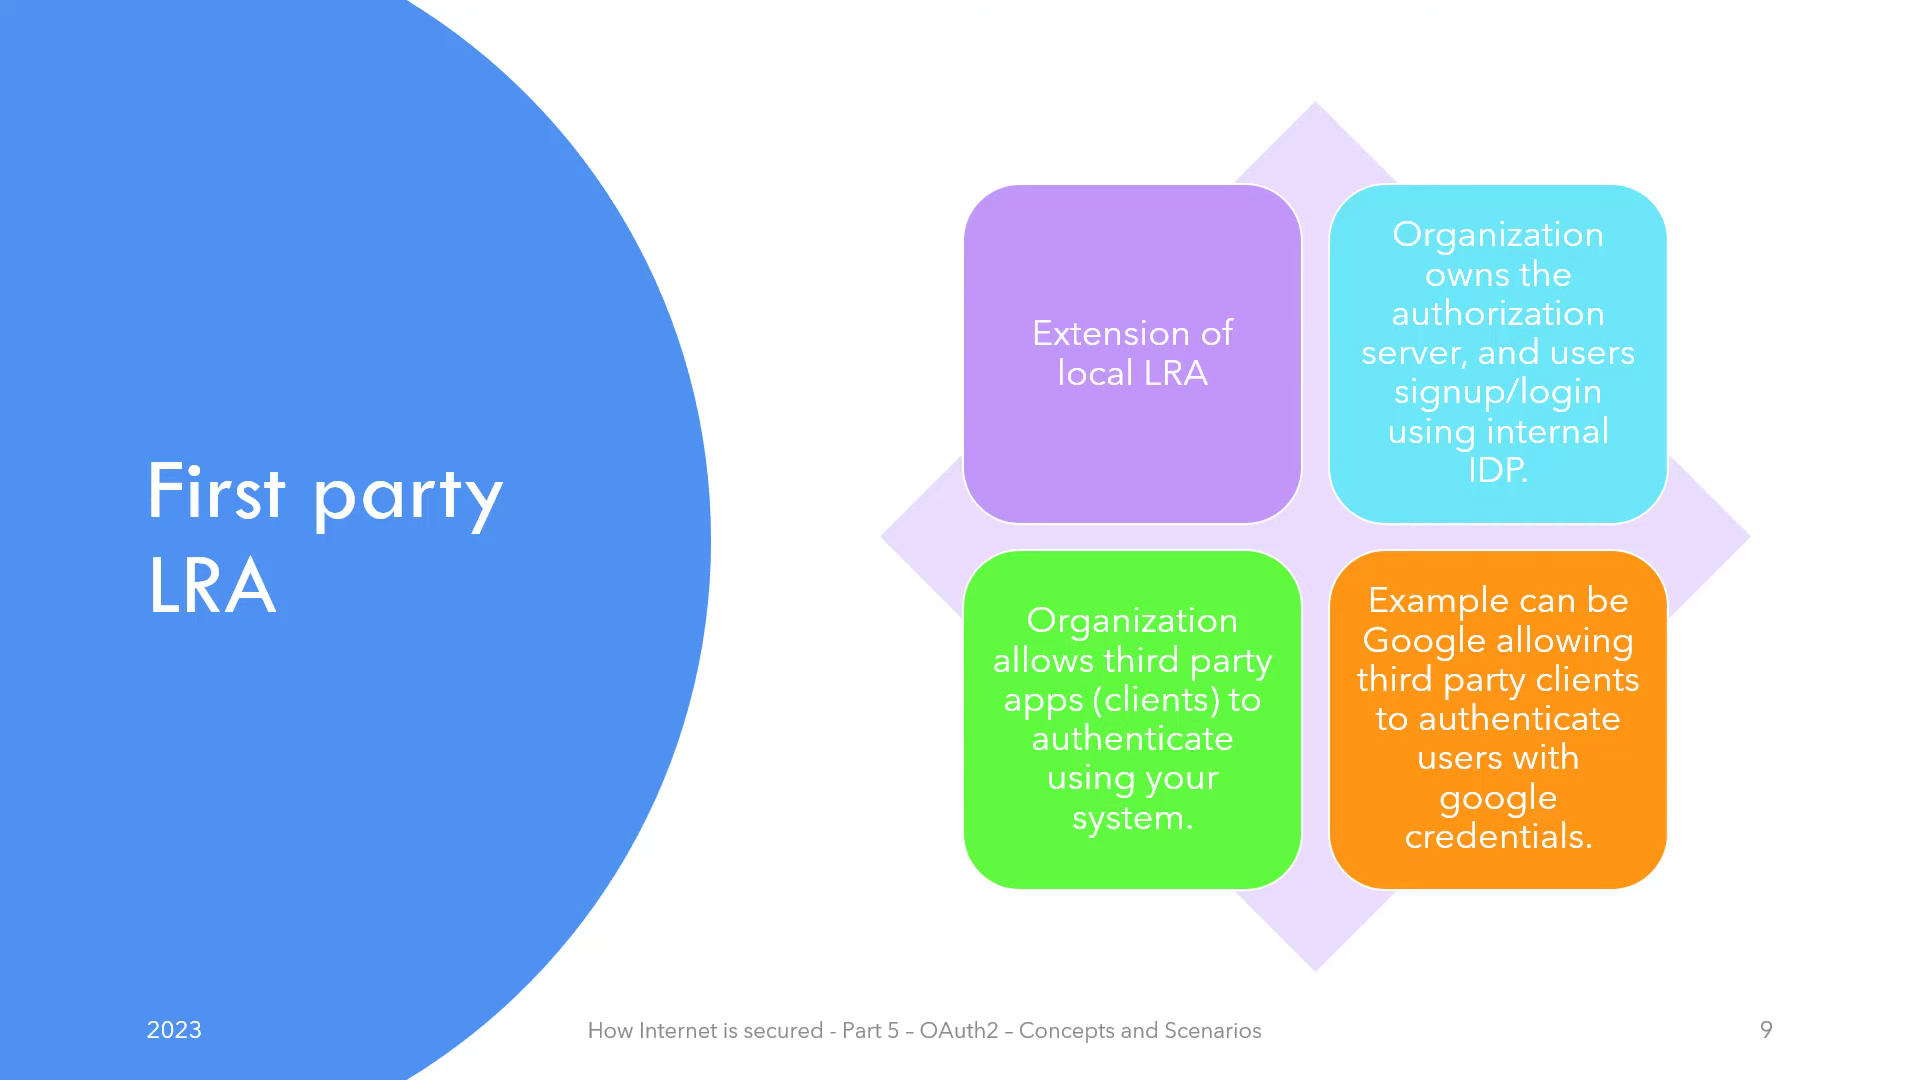 First party
LRA
Extension of
local LRA
Organization
owns the
authorization
server, and users
signup/login
using internal
IDP.
Organization
allows third party
apps (clients) to
authenticate
using your
system.
Example can be
Google allowing
third party clients
to authenticate
users with
google
credentials.
2023
How Internet is secured - Part 5 – OAuth2 – Concepts and Scenarios
9